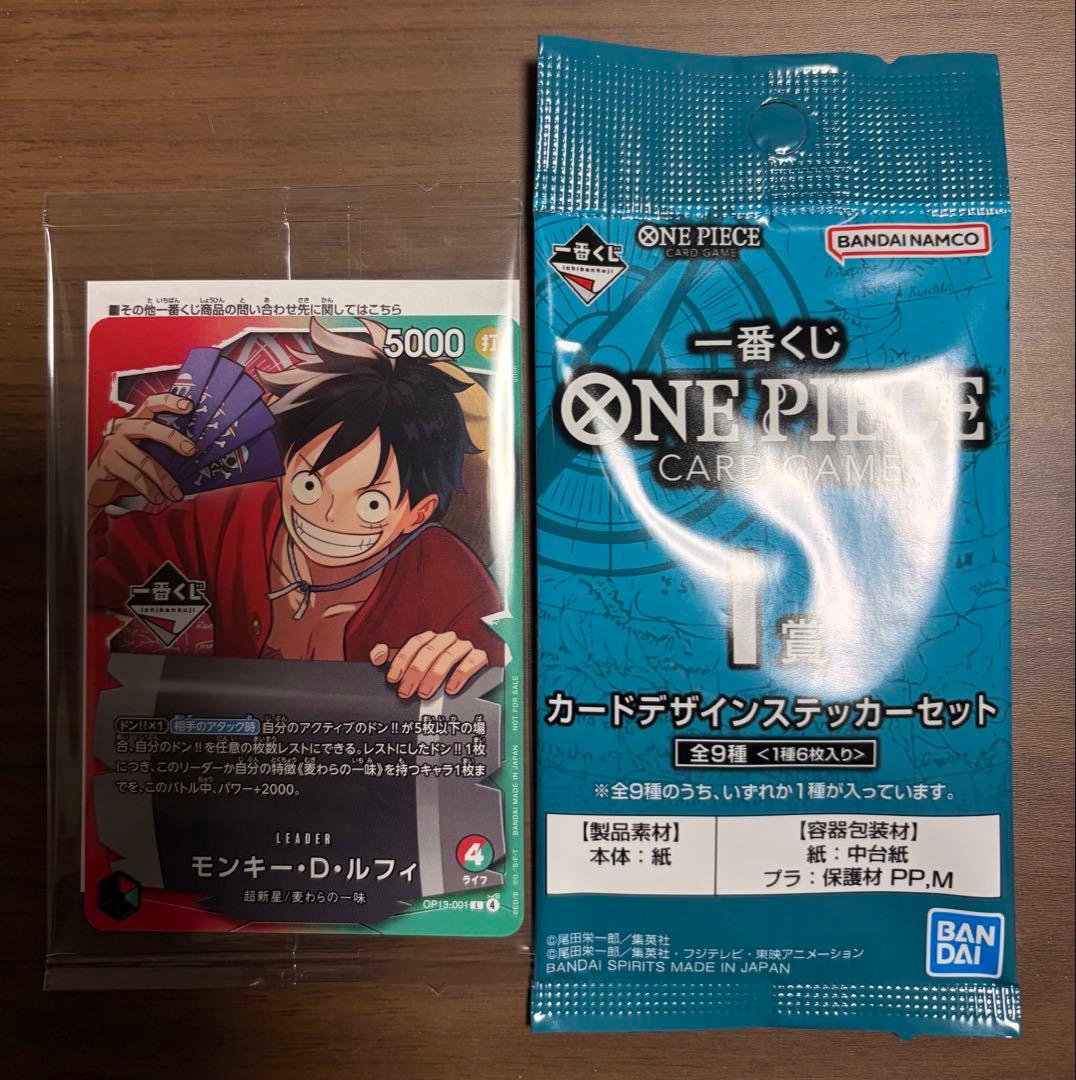 ■その他一番くじ商品の問い合わせ先に関してはこちら
5000 打
一番くじ
ichibankuji
ドン!!×1 相手のアタック時 自分のアクティブのドン!!が5枚以下の場
合、自分のドン!!を任意の枚数レストにできる。レストにしたドン!!1枚
につき、このリーダーか自分の特徴《麦わらの一味》を持つキャラ1枚ま
でを、このバトル中、パワー+2000。
LEADER
モンキー・D・ルフィ
超新星/麦わらの一味
4
ライフ
OP13-001 L 4
©E.O./S. ©O./S.・F・T BANDAI MADE IN JAPAN NOT FOR SALE
一番くじ
ichibankuji
ONE PIECE
CARD GAME
BANDAI NAMCO
一番くじ
ONE PIECE
CARD GAME
I賞
カードデザインステッカーセット
全9種 <1種6枚入り>
※全9種のうち、いずれか1種が入っています。
【製品素材】
本体:紙
【容器包装材】
紙:中台紙
プラ:保護材 PP,M
©尾田栄一郎/集英社
©尾田栄一郎/集英社・フジテレビ・東映アニメーション
BANDAI SPIRITS MADE IN JAPAN
BAN
DAI